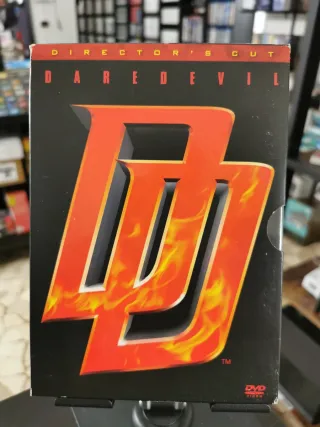 DIRECTOR'S CUT
DAREDEVIL
DD
TM
DVD
VIDEO